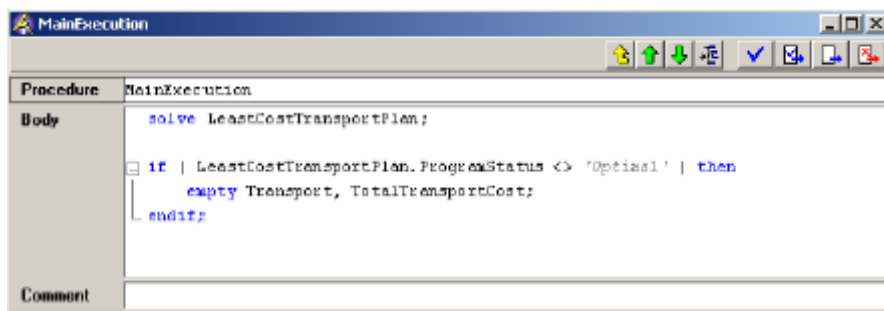 MainExecution
Procedure MainExecution
Body solve LeastCostTransportPlan;
if ( LeastCostTransportPlan.ProgramStatus <> 'Optimal' ) then
empty Transport, TotalTransportCost;
endif;
Comment